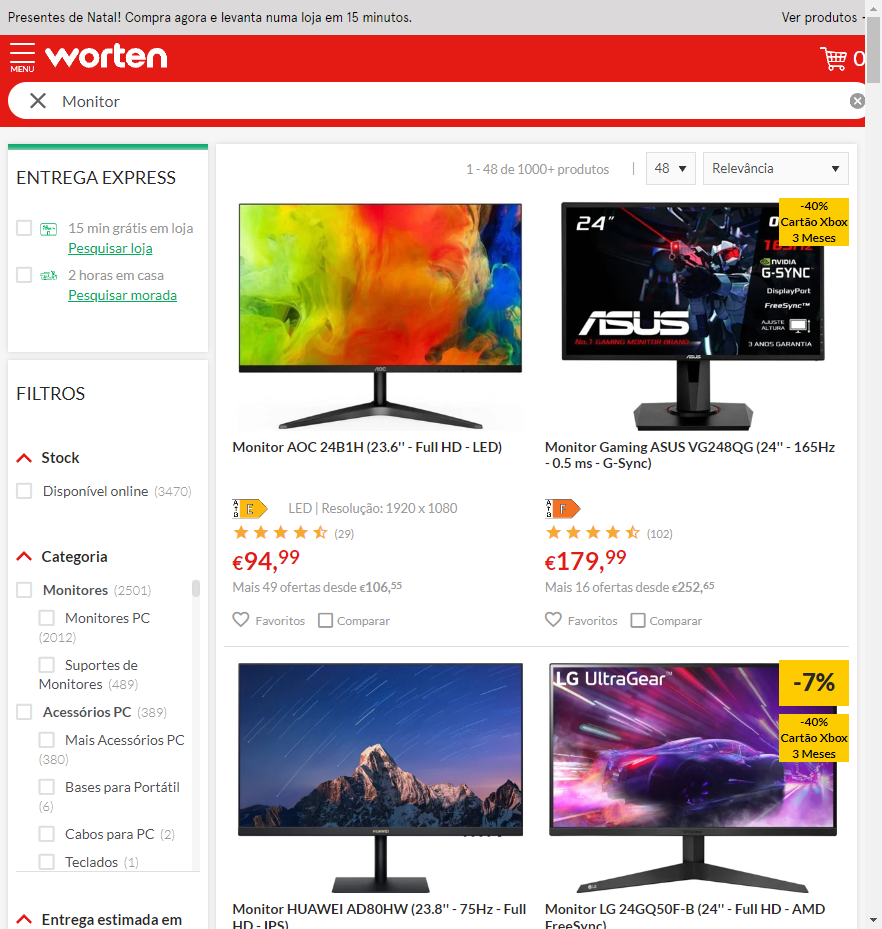 Presentes de Natal! Compra agora e levanta numa loja em 15 minutos.
Ver produtos
MENU
worten
0
Monitor
ENTREGA EXPRESS
15 min grátis em loja
Pesquisar loja
2 horas em casa
Pesquisar morada
FILTROS
Stock
Disponível online (3470)
Categoria
Monitores (2501)
Monitores PC
(2012)
Suportes de
Monitores (489)
Acessórios PC (389)
Mais Acessórios PC
(380)
Bases para Portátil
(6)
Cabos para PC (2)
Teclados (1)
Entrega estimada em
1 - 48 de 1000+ produtos
48
Relevância
AOC
Monitor AOC 24B1H (23.6'' - Full HD - LED)
A
G
E
LED | Resolução: 1920 x 1080
(29)
€94,99
Mais 49 ofertas desde €106,55
Favoritos
Comparar
24"
-40%
Cartão Xbox
3 Meses
165Hz
NVIDIA
G-SYNC
DisplayPort
FreeSync™
AJUSTE
ALTURA
3 ANOS GARANTIA
ASUS
No.1 GAMING MONITOR BRAND
ASUS
Monitor Gaming ASUS VG248QG (24'' - 165Hz
- 0.5 ms - G-Sync)
A
G
F
(102)
€179,99
Mais 16 ofertas desde €252,65
Favoritos
Comparar
HUAWEI
Monitor HUAWEI AD80HW (23.8'' - 75Hz - Full
HD - IPS)
LG UltraGear™
-7%
-40%
Cartão Xbox
3 Meses
LG
Monitor LG 24GQ50F-B (24'' - Full HD - AMD
FreeSync)